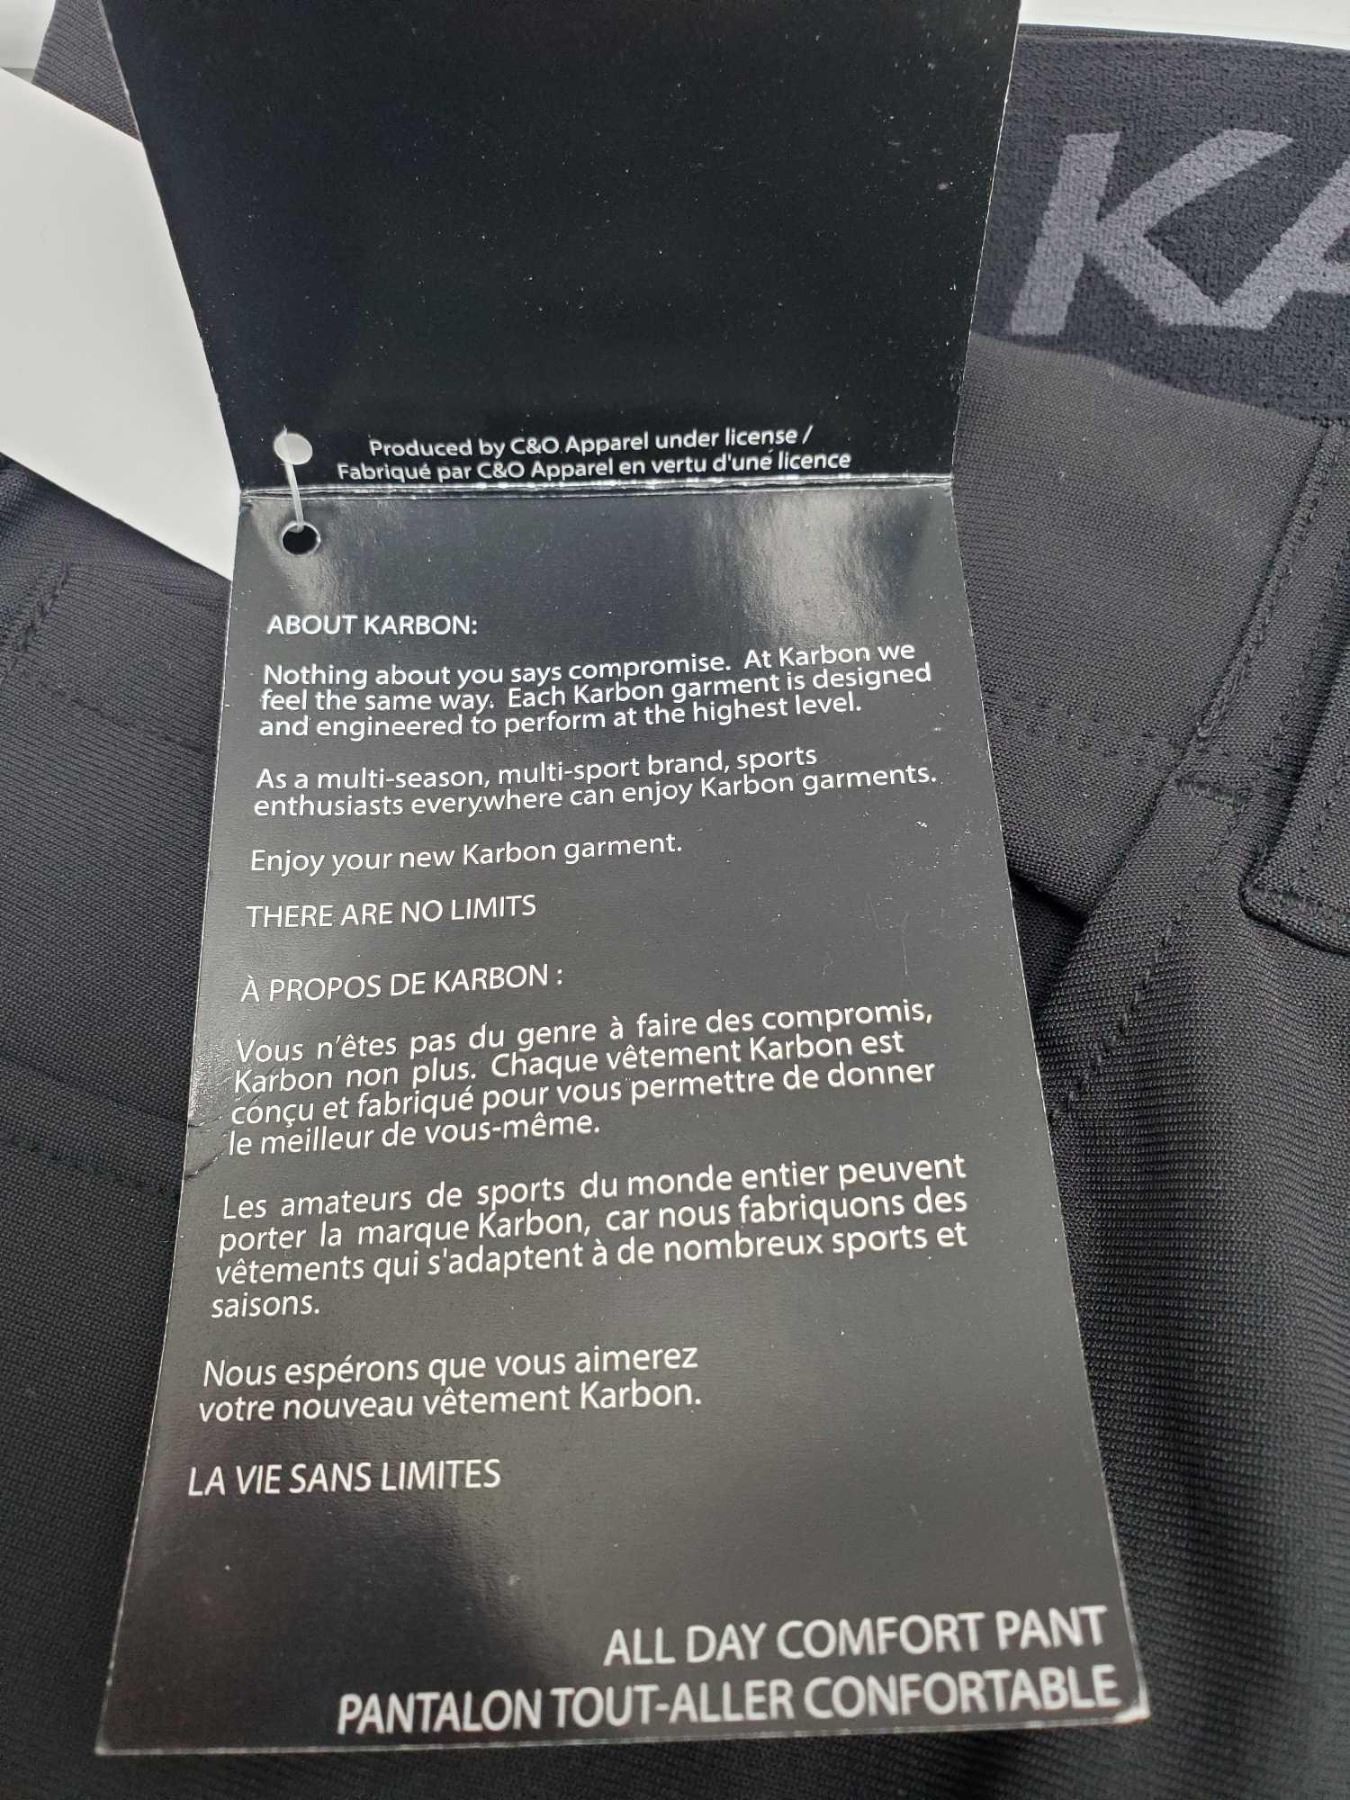 KA
Produced by C&O Apparel under license /
Fabriqué par C&O Apparel en vertu d'une licence
ABOUT KARBON:
Nothing about you says compromise. At Karbon we
feel the same way. Each Karbon garment is designed
and engineered to perform at the highest level.
As a multi-season, multi-sport brand, sports
enthusiasts everywhere can enjoy Karbon garments.
Enjoy your new Karbon garment.
THERE ARE NO LIMITS
À PROPOS DE KARBON :
Vous n'êtes pas du genre à faire des compromis,
Karbon non plus. Chaque vêtement Karbon est
conçu et fabriqué pour vous permettre de donner
le meilleur de vous-même.
Les amateurs de sports du monde entier peuvent
porter la marque Karbon, car nous fabriquons des
vêtements qui s'adaptent à de nombreux sports et
saisons.
Nous espérons que vous aimerez
votre nouveau vêtement Karbon.
LA VIE SANS LIMITES
ALL DAY COMFORT PANT
PANTALON TOUT-ALLER CONFORTABLE